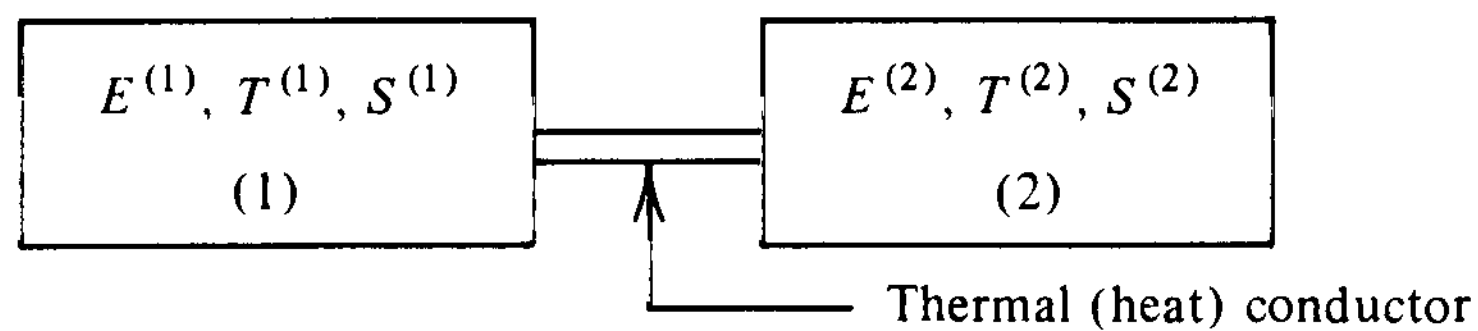 E⁽¹⁾, T⁽¹⁾, S⁽¹⁾
(1)
E⁽²⁾, T⁽²⁾, S⁽²⁾
(2)
Thermal (heat) conductor